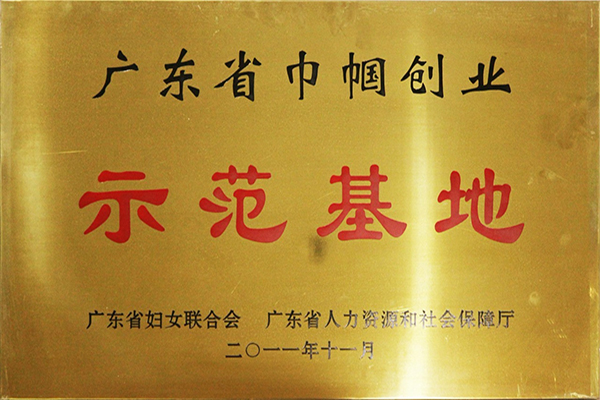 广东省巾帼创业
示范基地
广东省妇女联合会 广东省人力资源和社会保障厅
二〇一一年十一月